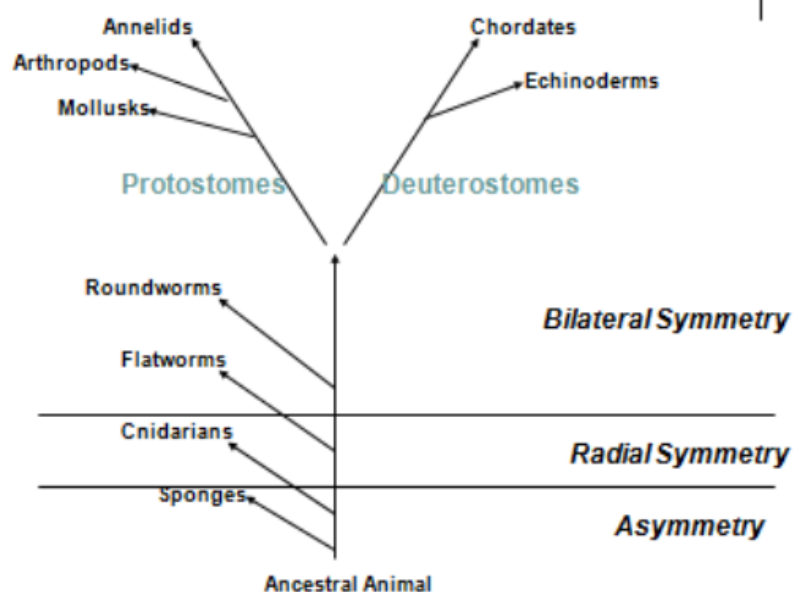 Annelids
Chordates
Arthropods
Echinoderms
Mollusks
Protostomes
Deuterostomes
Roundworms
Bilateral Symmetry
Flatworms
Cnidarians
Radial Symmetry
Sponges
Asymmetry
Ancestral Animal